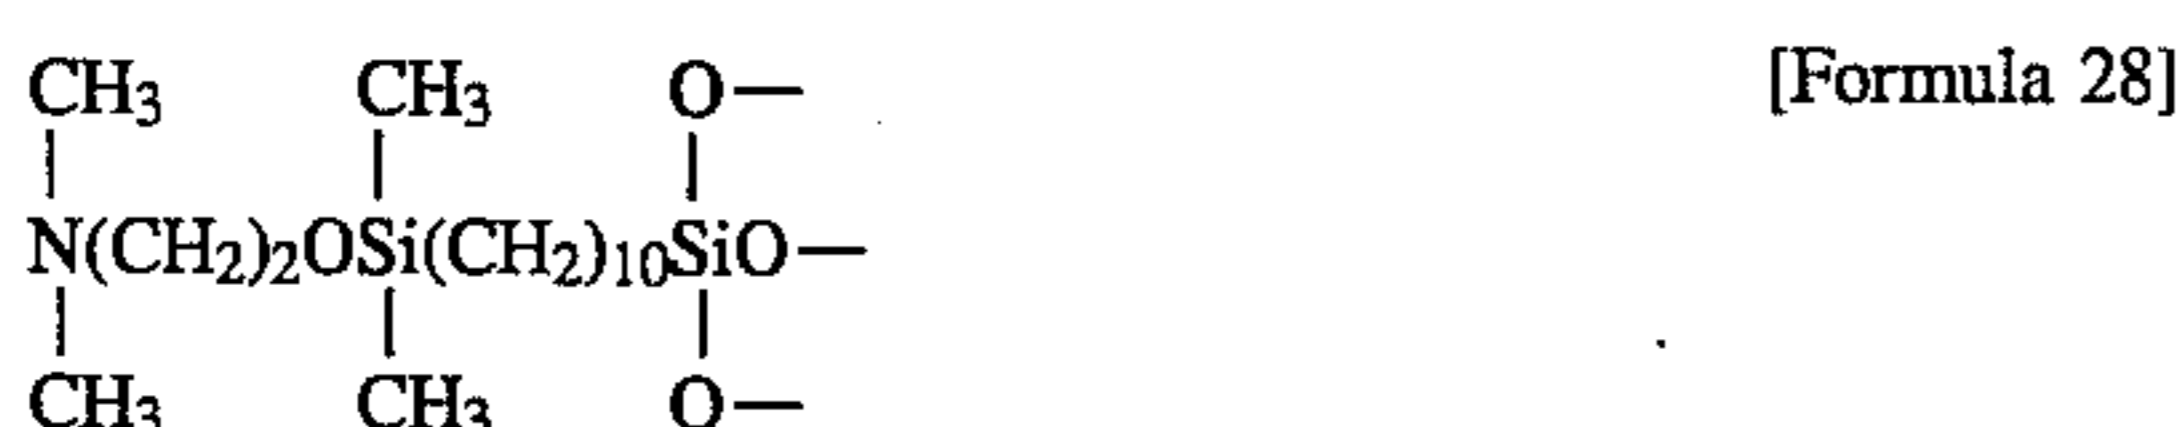 CH3 CH3 O— [Formula 28]
N(CH2)2OSi(CH2)10SiO—
CH3 CH3 O—